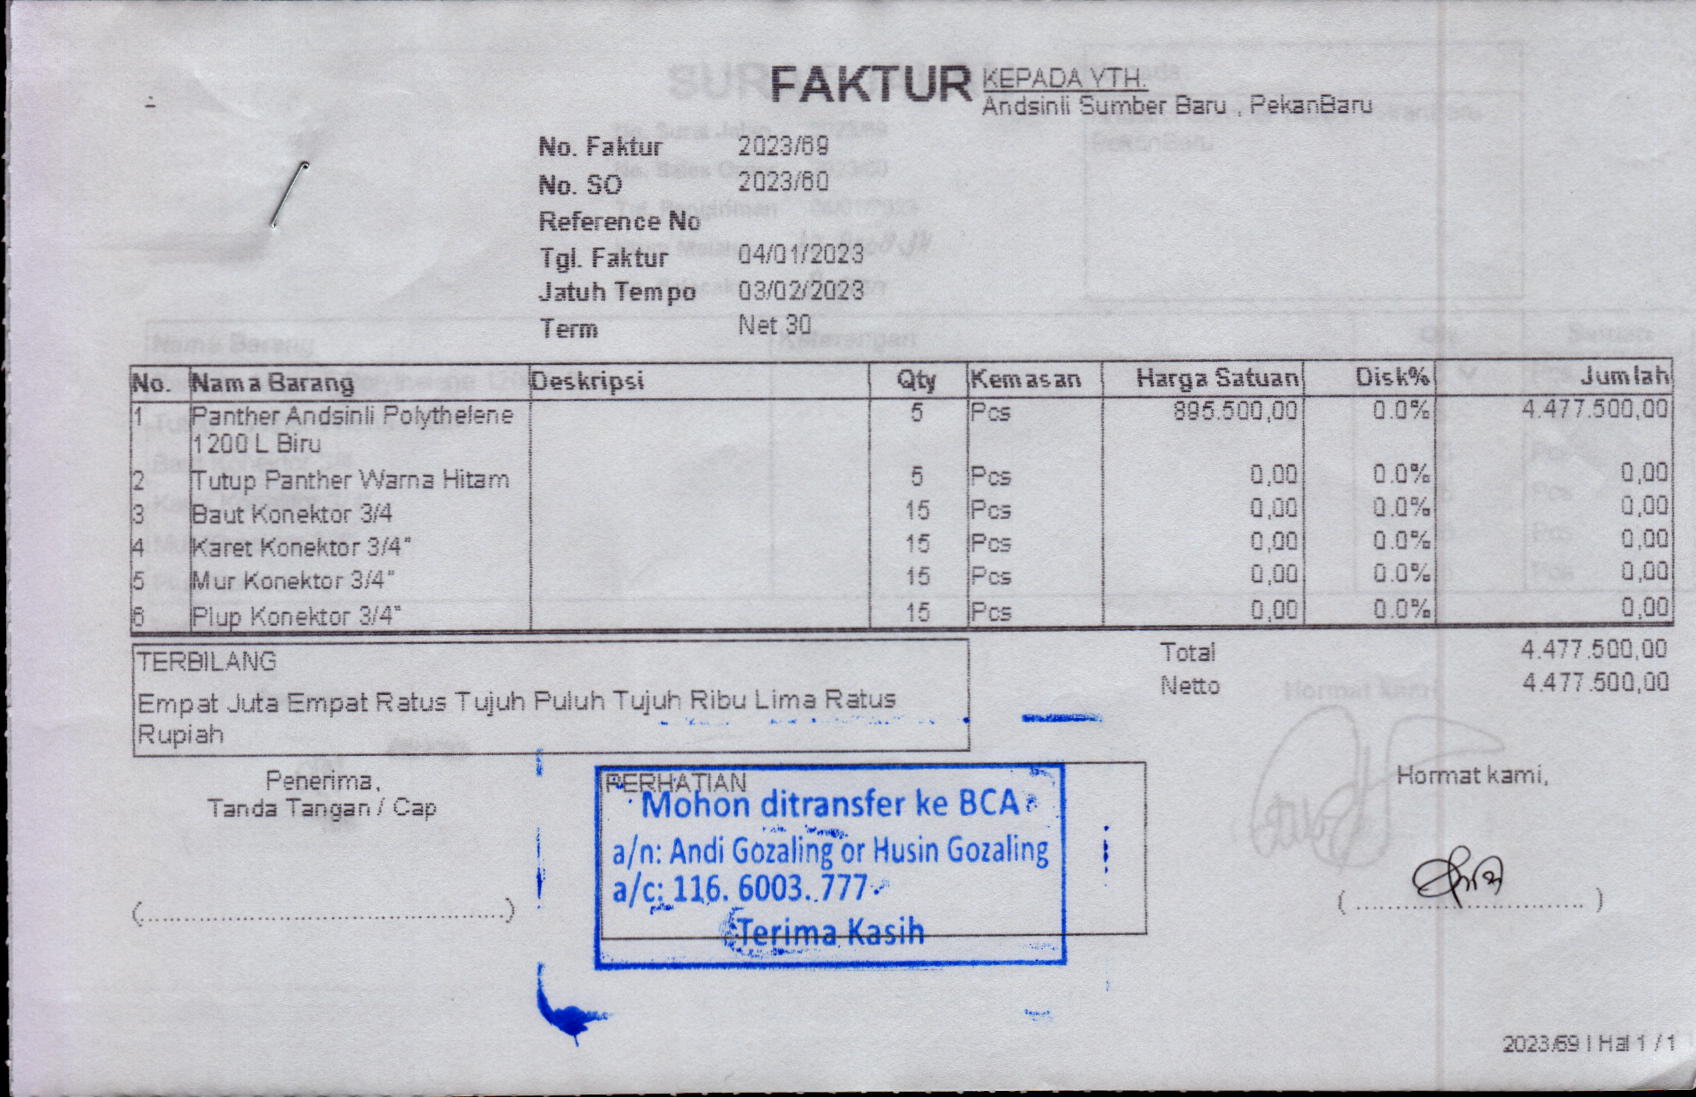 FAKTUR
KEPADA YTH.
Andsinli Sumber Baru , PekanBaru
No. Faktur 2023/69
No. SO 2023/60
Reference No
Tgl. Faktur 04/01/2023
Jatuh Tempo 03/02/2023
Term Net 30
No. Nama Barang Deskripsi Qty Kemasan Harga Satuan Disk% Jumlah
1 Panther Andsinli Polythelene 5 Pcs 895.500,00 0.0% 4.477.500,00
1200 L Biru
2 Tutup Panther Warna Hitam 5 Pcs 0,00 0.0% 0,00
3 Baut Konektor 3/4 15 Pcs 0,00 0.0% 0,00
4 Karet Konektor 3/4" 15 Pcs 0,00 0.0% 0,00
5 Mur Konektor 3/4" 15 Pcs 0,00 0.0% 0,00
6 Plup Konektor 3/4" 15 Pcs 0,00 0.0% 0,00
TERBILANG
Empat Juta Empat Ratus Tujuh Puluh Tujuh Ribu Lima Ratus
Rupiah
Total 4.477.500,00
Netto 4.477.500,00
Penerima,
Tanda Tangan / Cap
(....................................................)
PERHATIAN
Mohon ditransfer ke BCA
a/n: Andi Gozaling or Husin Gozaling
a/c: 116. 6003. 777
Terima Kasih
Hormat kami,
( ................................. )
2023/69 | Hal 1 / 1